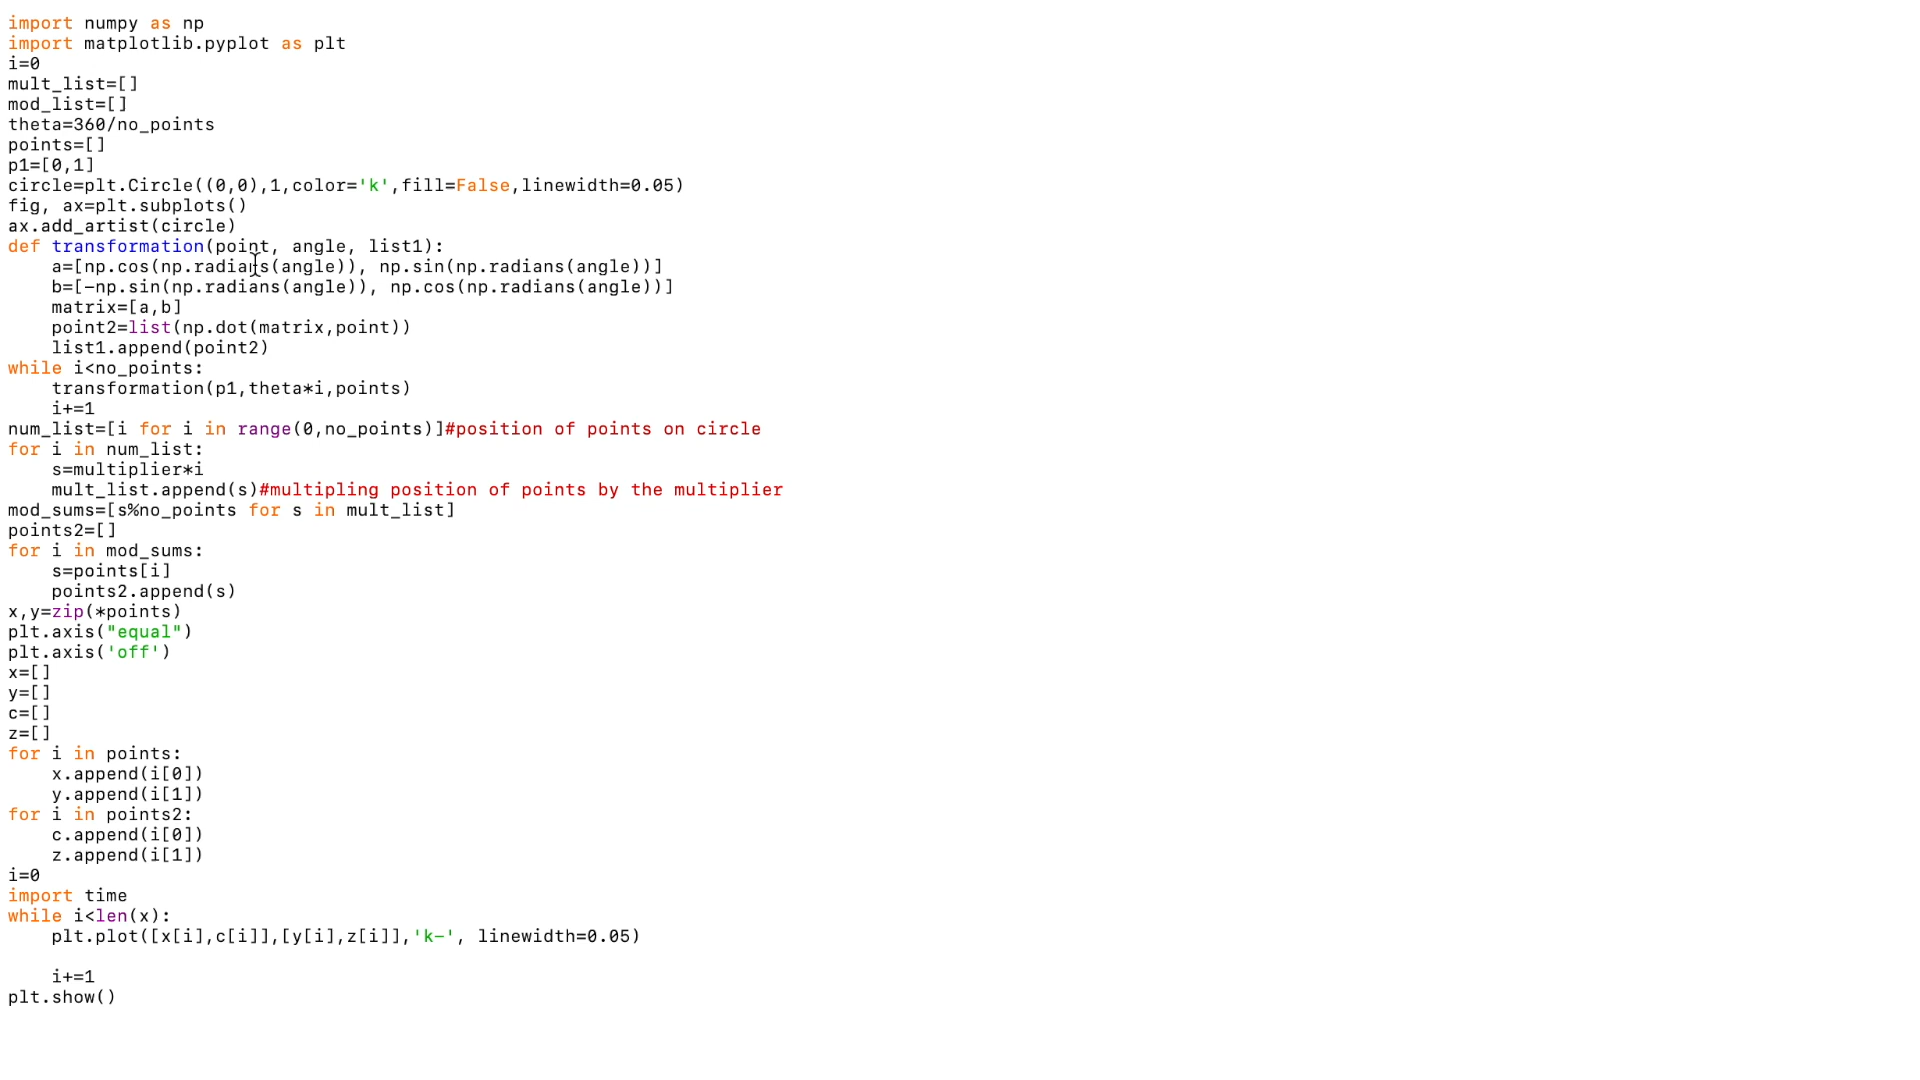 import numpy as np
import matplotlib.pyplot as plt
i=0
mult_list=[]
mod_list=[]
theta=360/no_points
points=[]
p1=[0,1]
circle=plt.Circle((0,0),1,color='k',fill=False,linewidth=0.05)
fig, ax=plt.subplots()
ax.add_artist(circle)
def transformation(point, angle, list1):
    a=[np.cos(np.radians(angle)), np.sin(np.radians(angle))]
    b=[-np.sin(np.radians(angle)), np.cos(np.radians(angle))]
    matrix=[a,b]
    point2=list(np.dot(matrix,point))
    list1.append(point2)
while i<no_points:
    transformation(p1,theta*i,points)
    i+=1
num_list=[i for i in range(0,no_points)]#position of points on circle
for i in num_list:
    s=multiplier*i
    mult_list.append(s)#multipling position of points by the multiplier
mod_sums=[s%no_points for s in mult_list]
points2=[]
for i in mod_sums:
    s=points[i]
    points2.append(s)
x,y=zip(*points)
plt.axis("equal")
plt.axis('off')
x=[]
y=[]
c=[]
z=[]
for i in points:
    x.append(i[0])
    y.append(i[1])
for i in points2:
    c.append(i[0])
    z.append(i[1])
i=0
import time
while i<len(x):
    plt.plot([x[i],c[i]],[y[i],z[i]],'k-', linewidth=0.05)
    i+=1
plt.show()